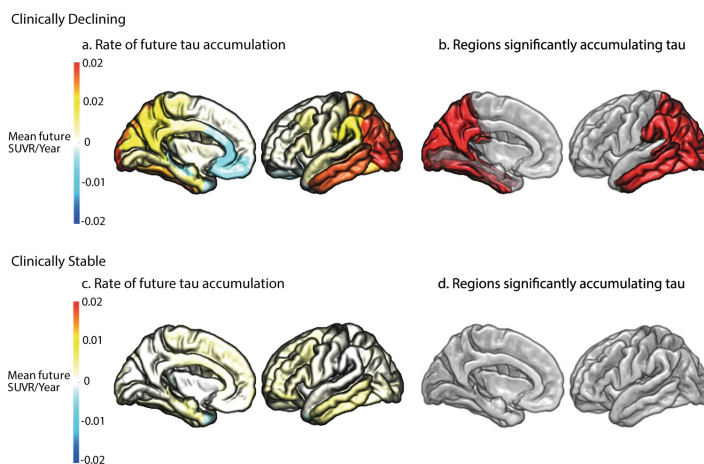 Clinically Declining
a. Rate of future tau accumulation
b. Regions significantly accumulating tau
0.02
0.02
Mean future
SUVR/Year
0
-0.01
-0.02
Clinically Stable
c. Rate of future tau accumulation
d. Regions significantly accumulating tau
0.02
0.01
Mean future
SUVR/Year
0
-0.01
-0.02